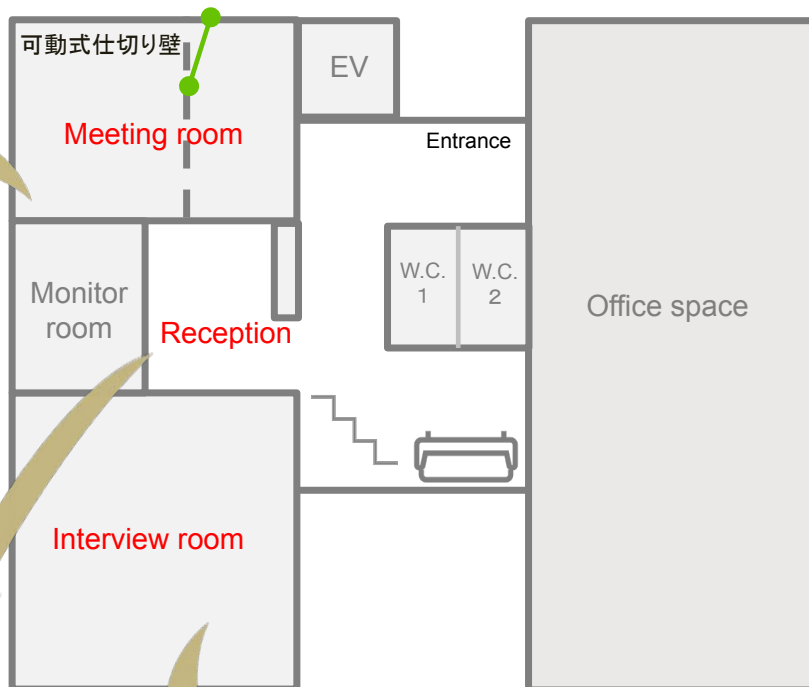 可動式仕切り壁
EV
Meeting room
Entrance
Monitor
room
Reception
W.C.
1
W.C.
2
Office space
Interview room